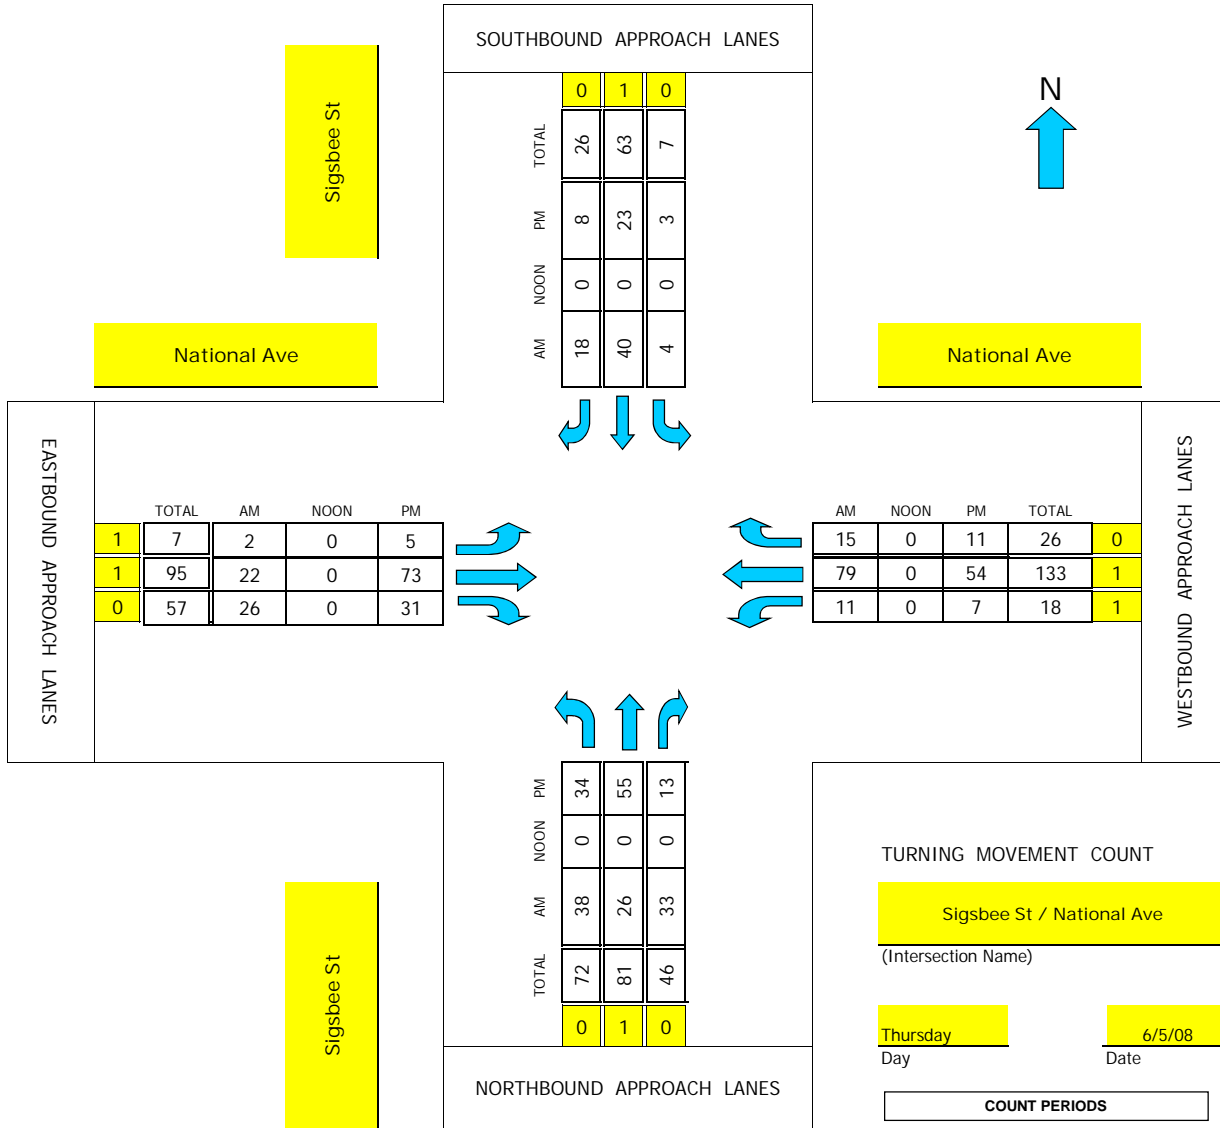 SOUTHBOUND APPROACH LANES
0 1 0
TOTAL 26 63 7
PM 8 23 3
NOON 0 0 0
AM 18 40 4
Sigsbee St
N
National Ave
National Ave
EASTBOUND APPROACH LANES
TOTAL AM NOON PM
1 7 2 0 5
1 95 22 0 73
0 57 26 0 31
AM NOON PM TOTAL
15 0 11 26 0
79 0 54 133 1
11 0 7 18 1
WESTBOUND APPROACH LANES
PM 34 55 13
NOON 0 0 0
AM 38 26 33
TOTAL 72 81 46
0 1 0
NORTHBOUND APPROACH LANES
Sigsbee St
TURNING MOVEMENT COUNT
Sigsbee St / National Ave
(Intersection Name)
Thursday 6/5/08
Day Date
COUNT PERIODS